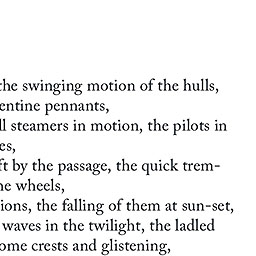 the swinging motion of the hulls,
entine pennants,
ll steamers in motion, the pilots in
es,
ft by the passage, the quick trem-
he wheels,
ions, the falling of them at sun-set,
waves in the twilight, the ladled
ome crests and glistening,